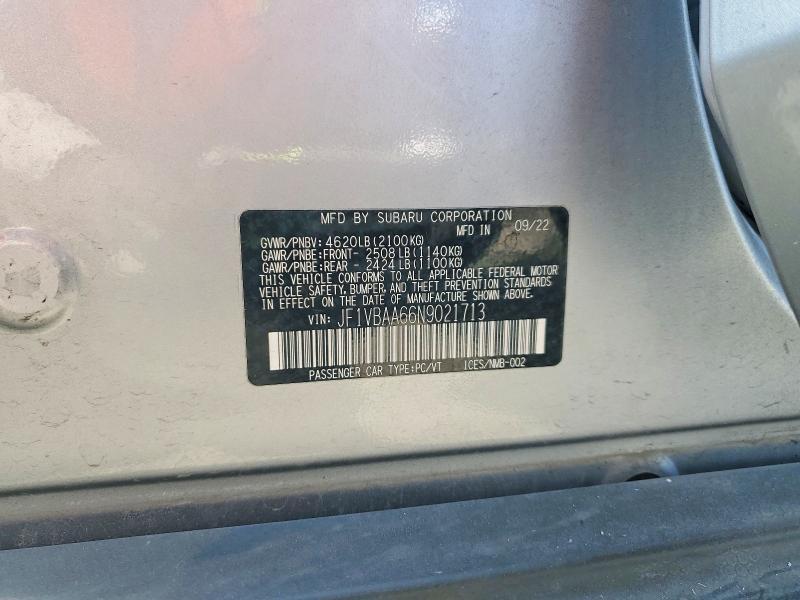 MFD BY SUBARU CORPORATION
MFD IN 09/22
GVWR/PNBV: 4620LB(2100KG)
GAWR/PNBE:FRONT- 2508LB(1140KG)
GAWR/PNBE:REAR - 2424LB(1100KG)
THIS VEHICLE CONFORMS TO ALL APPLICABLE FEDERAL MOTOR
VEHICLE SAFETY, BUMPER, AND THEFT PREVENTION STANDARDS
IN EFFECT ON THE DATE OF MANUFACTURE SHOWN ABOVE.
VIN: JF1VBAA66N9021713
PASSENGER CAR TYPE:PC/VT ICES/NMB-002